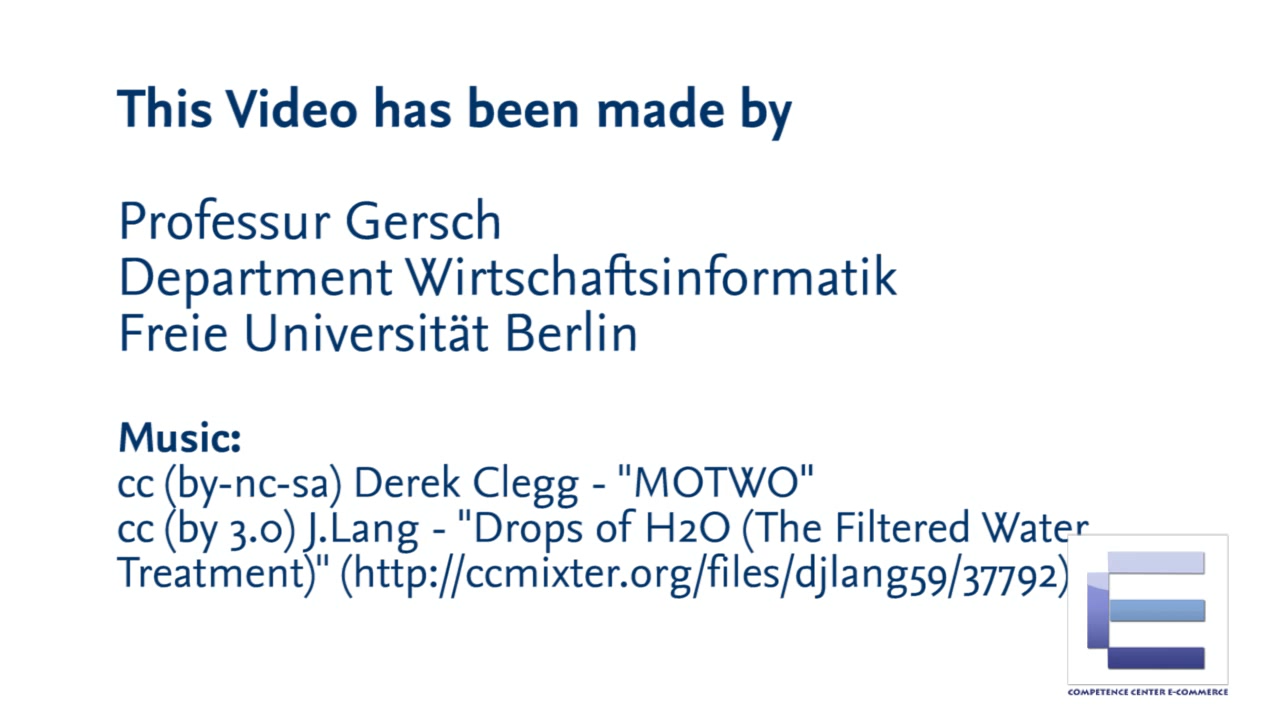 This Video has been made by
Professur Gersch
Department Wirtschaftsinformatik
Freie Universität Berlin
Music:
cc (by-nc-sa) Derek Clegg - "MOTWO"
cc (by 3.0) J.Lang - "Drops of H2O (The Filtered Water
Treatment)" (http://ccmixter.org/files/djlang59/37792)
COMPETENCE CENTER E-COMMERCE